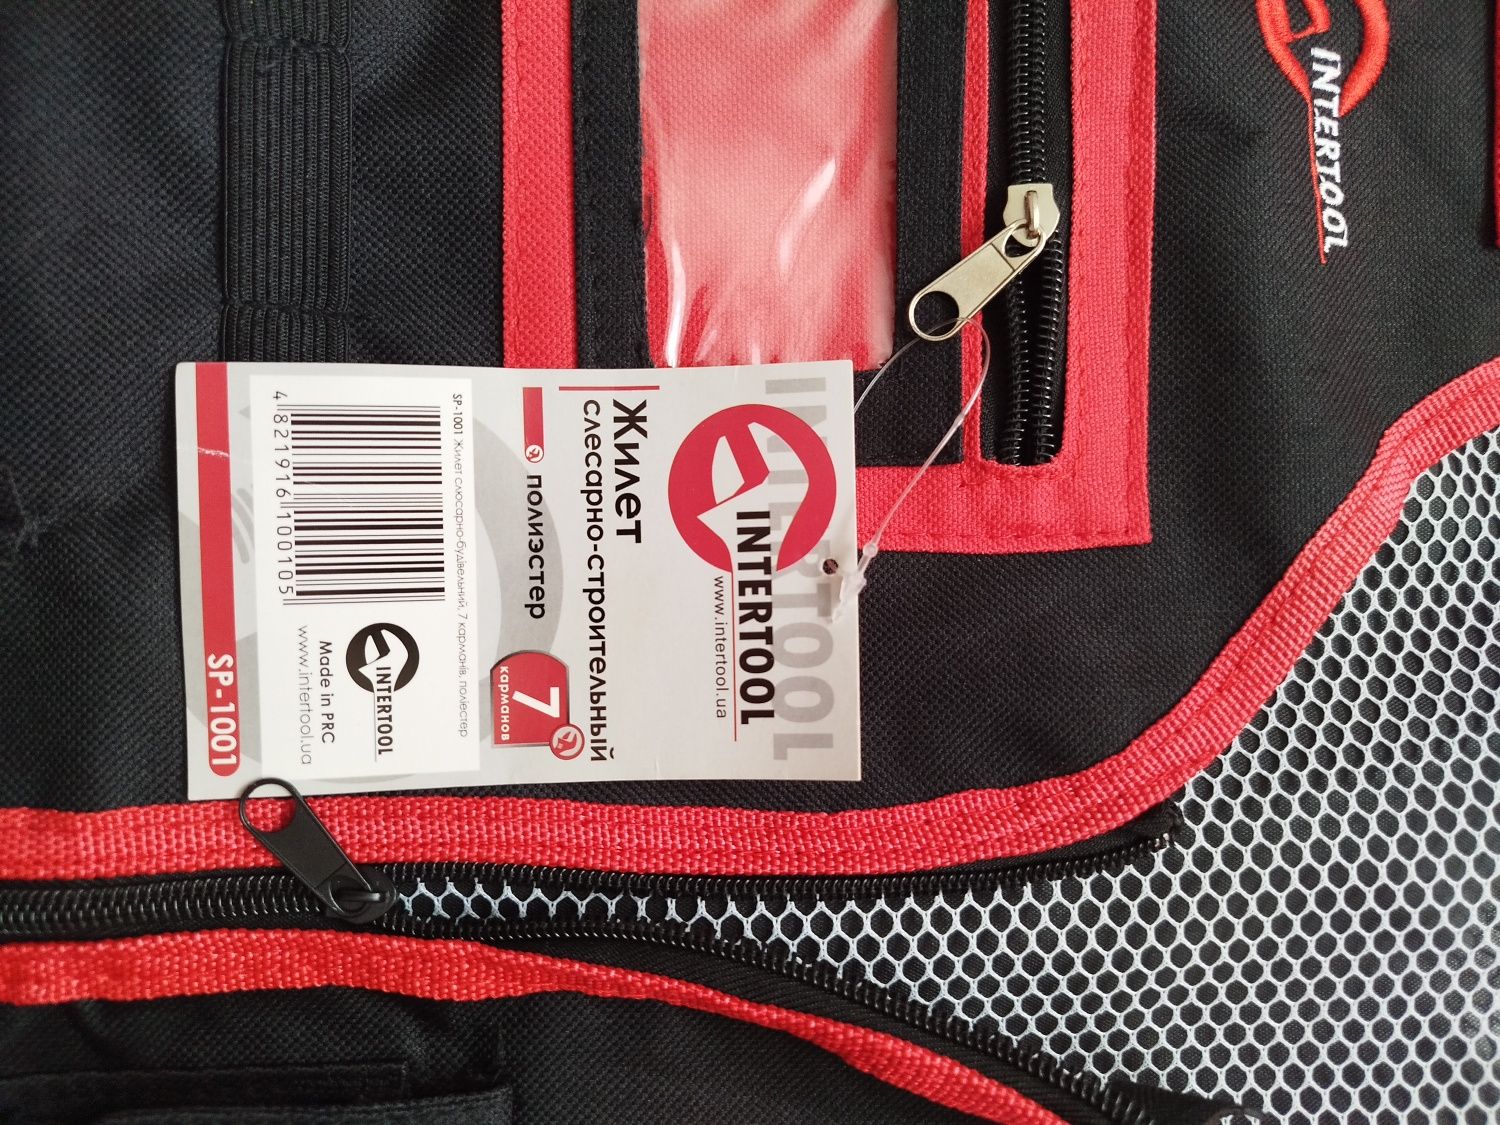 INTERTOOL
INTERTOOL
INTERTOOL
www.intertool.ua
Жилет
слесарно-строительный
полиэстер
7
карманов
SP-1001 Жилет слюсарно-будівельний, 7 карманів, поліестер
4 821916 100105
INTERTOOL
Made in PRC
www.intertool.ua
SP-1001